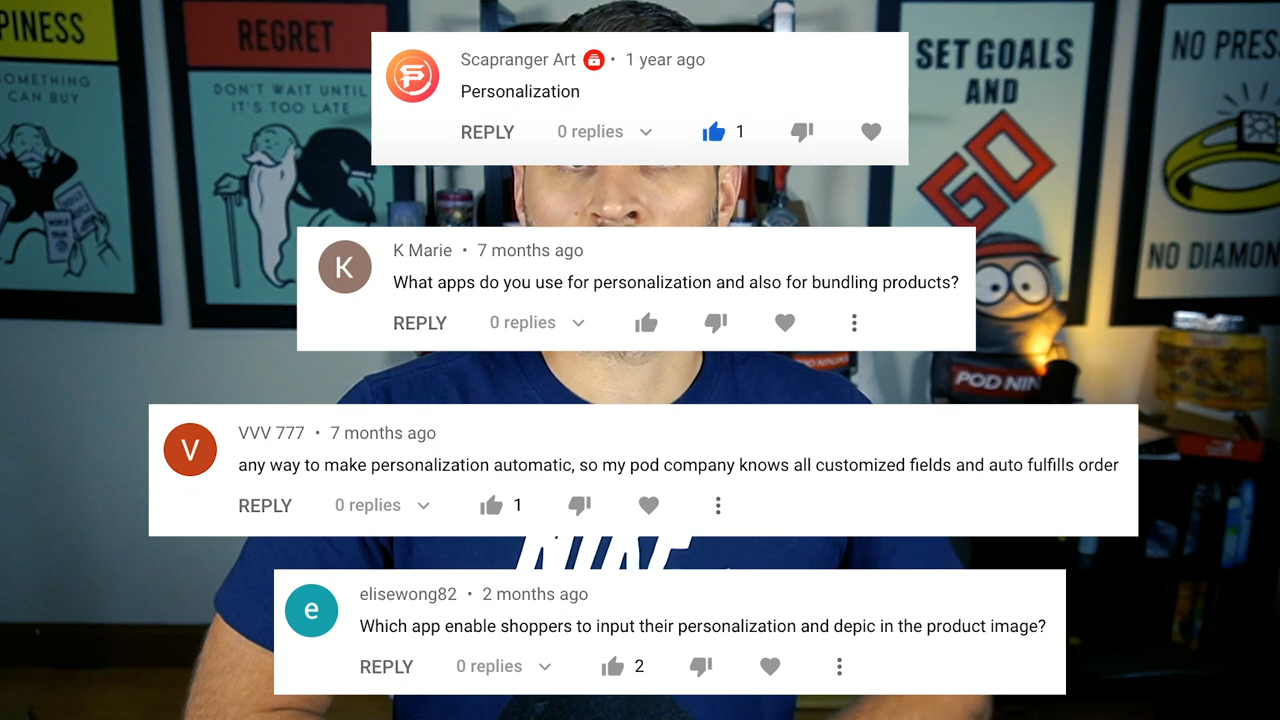 PINESS
SOMETHING
CAN BUY
REGRET
DON'T WAIT UNTIL
IT'S TOO LATE
SET GOALS
AND
GO
NO PRES
NO DIAMON
Scapranger Art • 1 year ago
Personalization
REPLY 0 replies 1
K Marie • 7 months ago
What apps do you use for personalization and also for bundling products?
REPLY 0 replies
POD NINJAS
POD NIN
VVV 777 • 7 months ago
any way to make personalization automatic, so my pod company knows all customized fields and auto fulfills order
REPLY 0 replies 1
NIKE
elisewong82 • 2 months ago
Which app enable shoppers to input their personalization and depic in the product image?
REPLY 0 replies 2
K
V
e